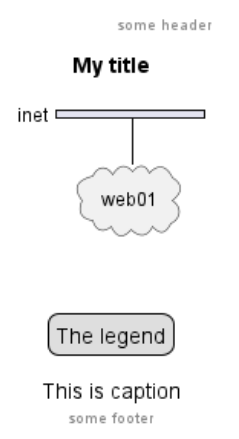 some header
My title
inet
web01
The legend
This is caption
some footer